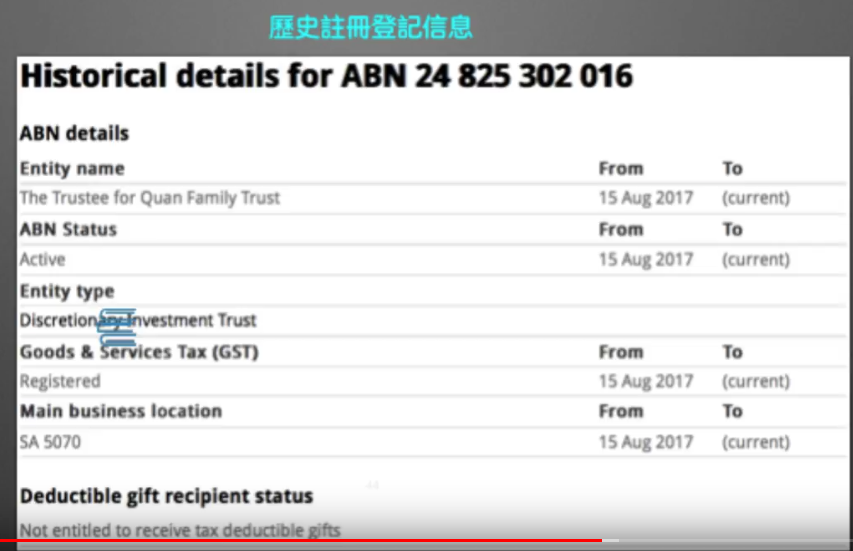 歷史註冊登記信息
Historical details for ABN 24 825 302 016
ABN details
Entity name From To
The Trustee for Quan Family Trust 15 Aug 2017 (current)
ABN Status From To
Active 15 Aug 2017 (current)
Entity type
Discretionary Investment Trust
Goods & Services Tax (GST) From To
Registered 15 Aug 2017 (current)
Main business location From To
SA 5070 15 Aug 2017 (current)
Deductible gift recipient status
Not entitled to receive tax deductible gifts